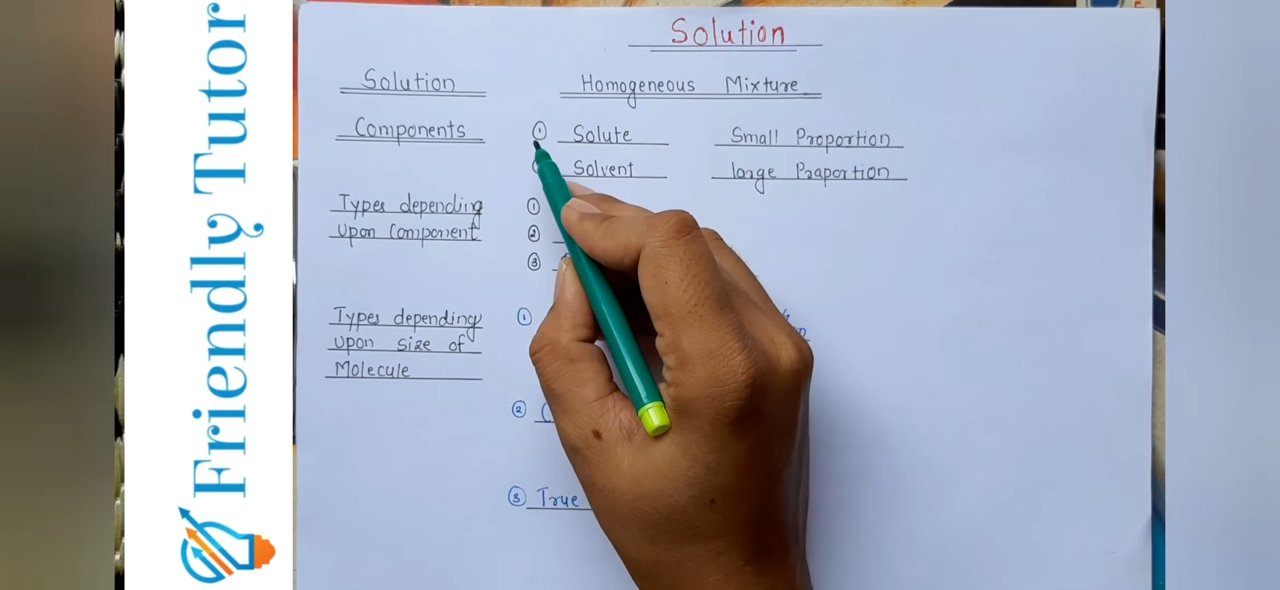 Friendly Tutor
Solution
Solution Homogeneous Mixture
Components ① Solute Small Proportion
Solvent large Praportion
Types depending ①
upon component ②
③
Types depending ①
upon size of
Molecule
②
③ True